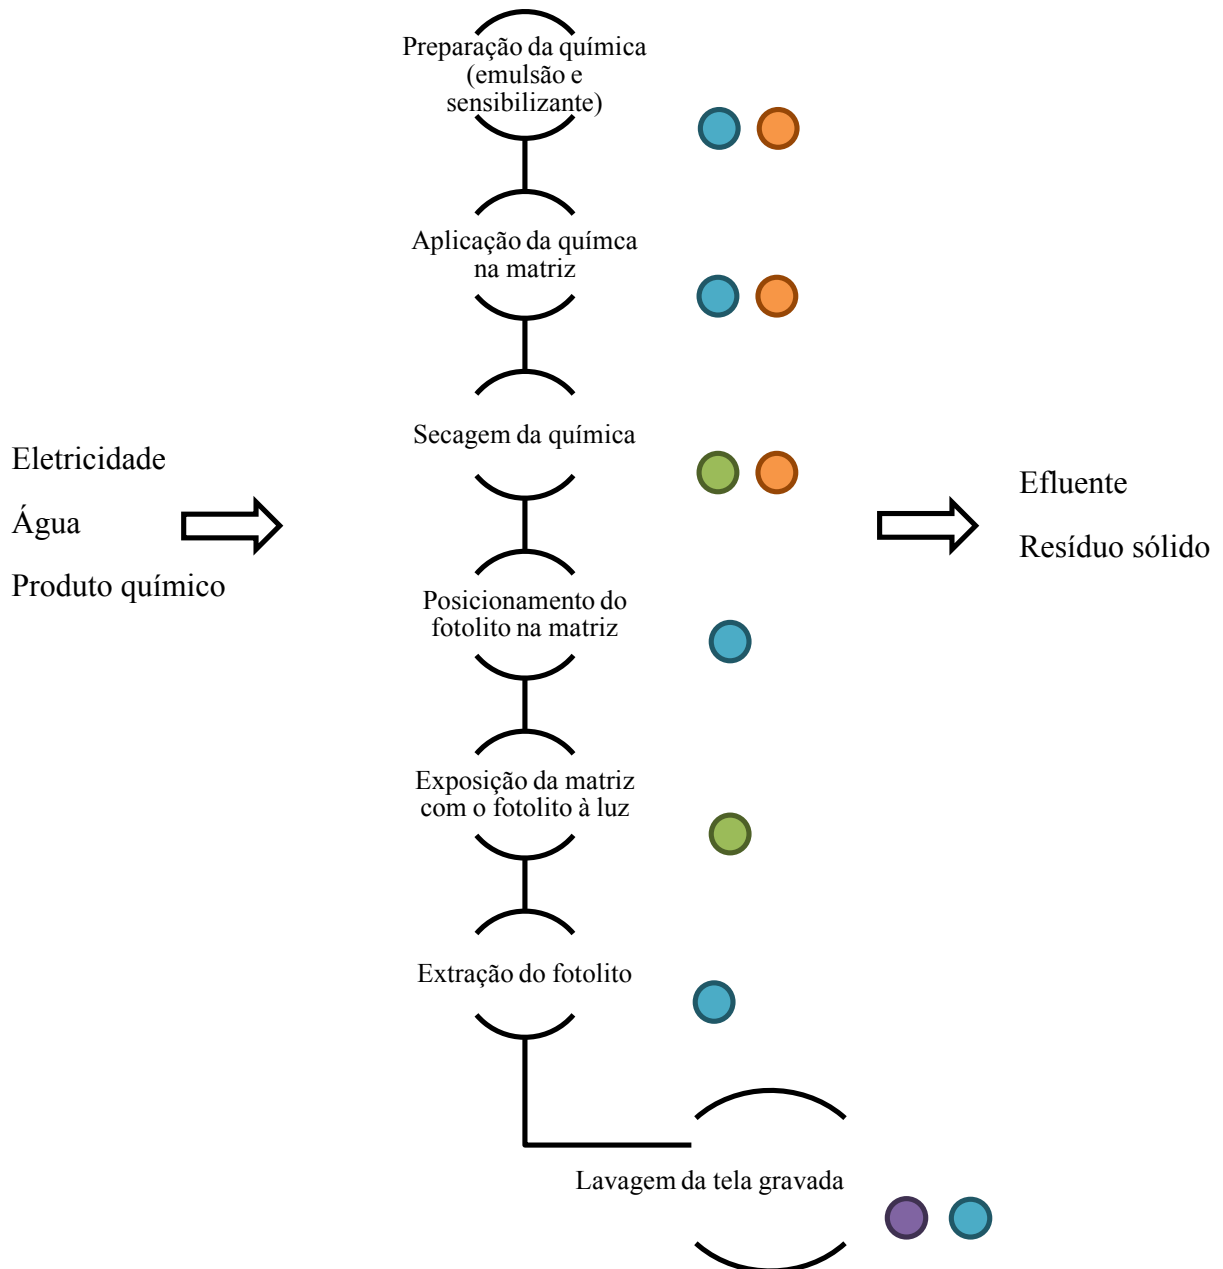 Preparação da química
(emulsão e
sensibilizante)
Aplicação da químca
na matriz
Secagem da química
Eletricidade
Água
Produto químico
Efluente
Resíduo sólido
Posicionamento do
fotolito na matriz
Exposição da matriz
com o fotolito à luz
Extração do fotolito
Lavagem da tela gravada